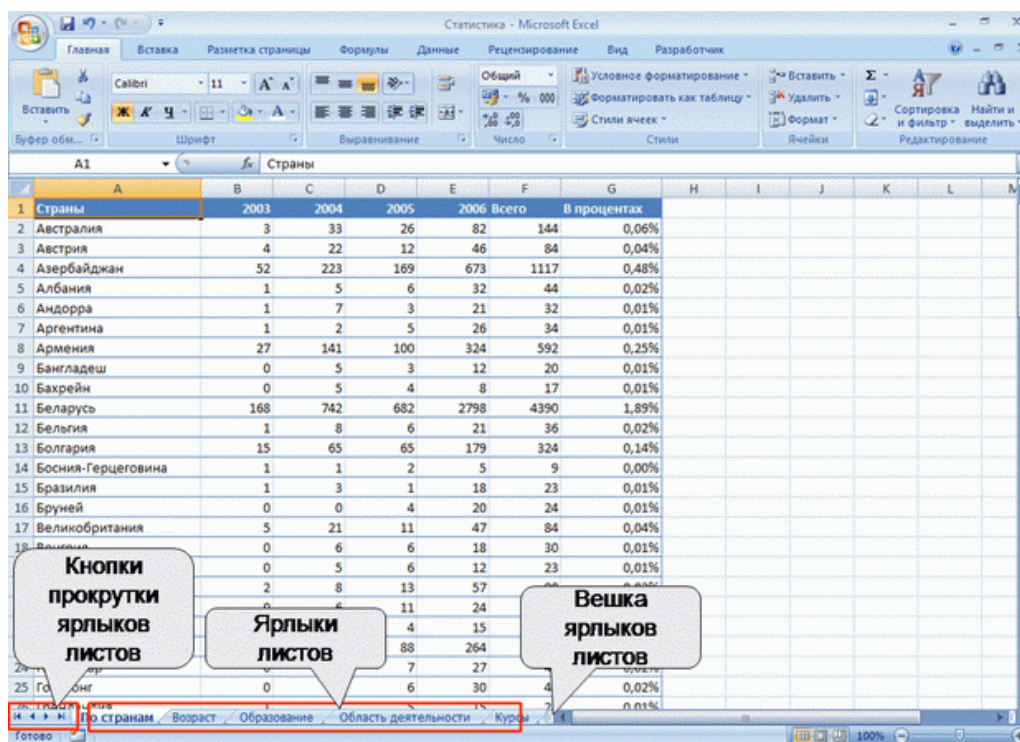 Статистика - Microsoft Excel
Главная Вставка Разметка страницы Формулы Данные Рецензирование Вид Разработчик
Вставить Calibri 11 Общий Условное форматирование Вставить Σ
Ж К Ч % 000 Форматировать как таблицу Удалить Сортировка и фильтр Найти и выделить
Стили ячеек Формат
Буфер обм... Шрифт Выравнивание Число Стили Ячейки Редактирование
A1 fx Страны
A B C D E F G H I J K L M
1 Страны 2003 2004 2005 2006 Всего В процентах
2 Австралия 3 33 26 82 144 0,06%
3 Австрия 4 22 12 46 84 0,04%
4 Азербайджан 52 223 169 673 1117 0,48%
5 Албания 1 5 6 32 44 0,02%
6 Андорра 1 7 3 21 32 0,01%
7 Аргентина 1 2 5 26 34 0,01%
8 Армения 27 141 100 324 592 0,25%
9 Бангладеш 0 5 3 12 20 0,01%
10 Бахрейн 0 5 4 8 17 0,01%
11 Беларусь 168 742 682 2798 4390 1,89%
12 Бельгия 1 8 6 21 36 0,02%
13 Болгария 15 65 65 179 324 0,14%
14 Босния-Герцеговина 1 1 2 5 9 0,00%
15 Бразилия 1 3 1 18 23 0,01%
16 Бруней 0 0 4 20 24 0,01%
17 Великобритания 5 21 11 47 84 0,04%
18 0 6 6 18 30 0,01%
0 5 6 12 23 0,01%
2 8 13 57
11 24
4 15
88 264
24 7 27
25 0 6 30 0,02%
26 0,01%
Кнопки
прокрутки
ярлыков
листов
Ярлыки
листов
Вешка
ярлыков
листов
По странам Возраст Образование Область деятельности Курсы
Готово 100%